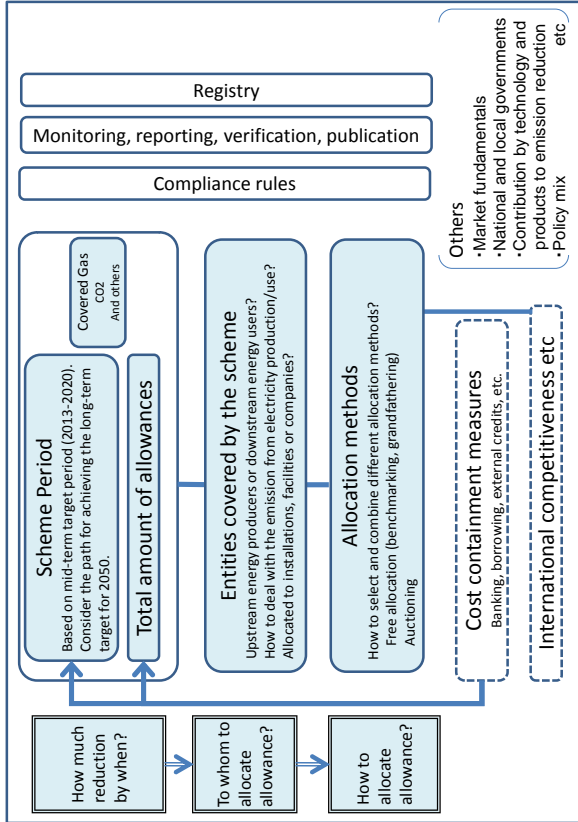 How much
reduction
by when?
To whom to
allocate
allowance?
How to
allocate
allowance?
Scheme Period
Based on mid-term target period (2013-2020).
Consider the path for achieving the long-term
target for 2050.
Covered Gas
CO2
And others
Total amount of allowances
Entities covered by the scheme
Upstream energy producers or downstream energy users?
How to deal with the emission from electricity production/use?
Allocated to installations, facilities or companies?
Allocation methods
How to select and combine different allocation methods?
Free allocation (benchmarking, grandfathering)
Auctioning
Cost containment measures
Banking, borrowing, external credits, etc.
International competitiveness etc
Compliance rules
Monitoring, reporting, verification, publication
Registry
Others
・Market fundamentals
・National and local governments
・Contribution by technology and
products to emission reduction
・Policy mix
etc